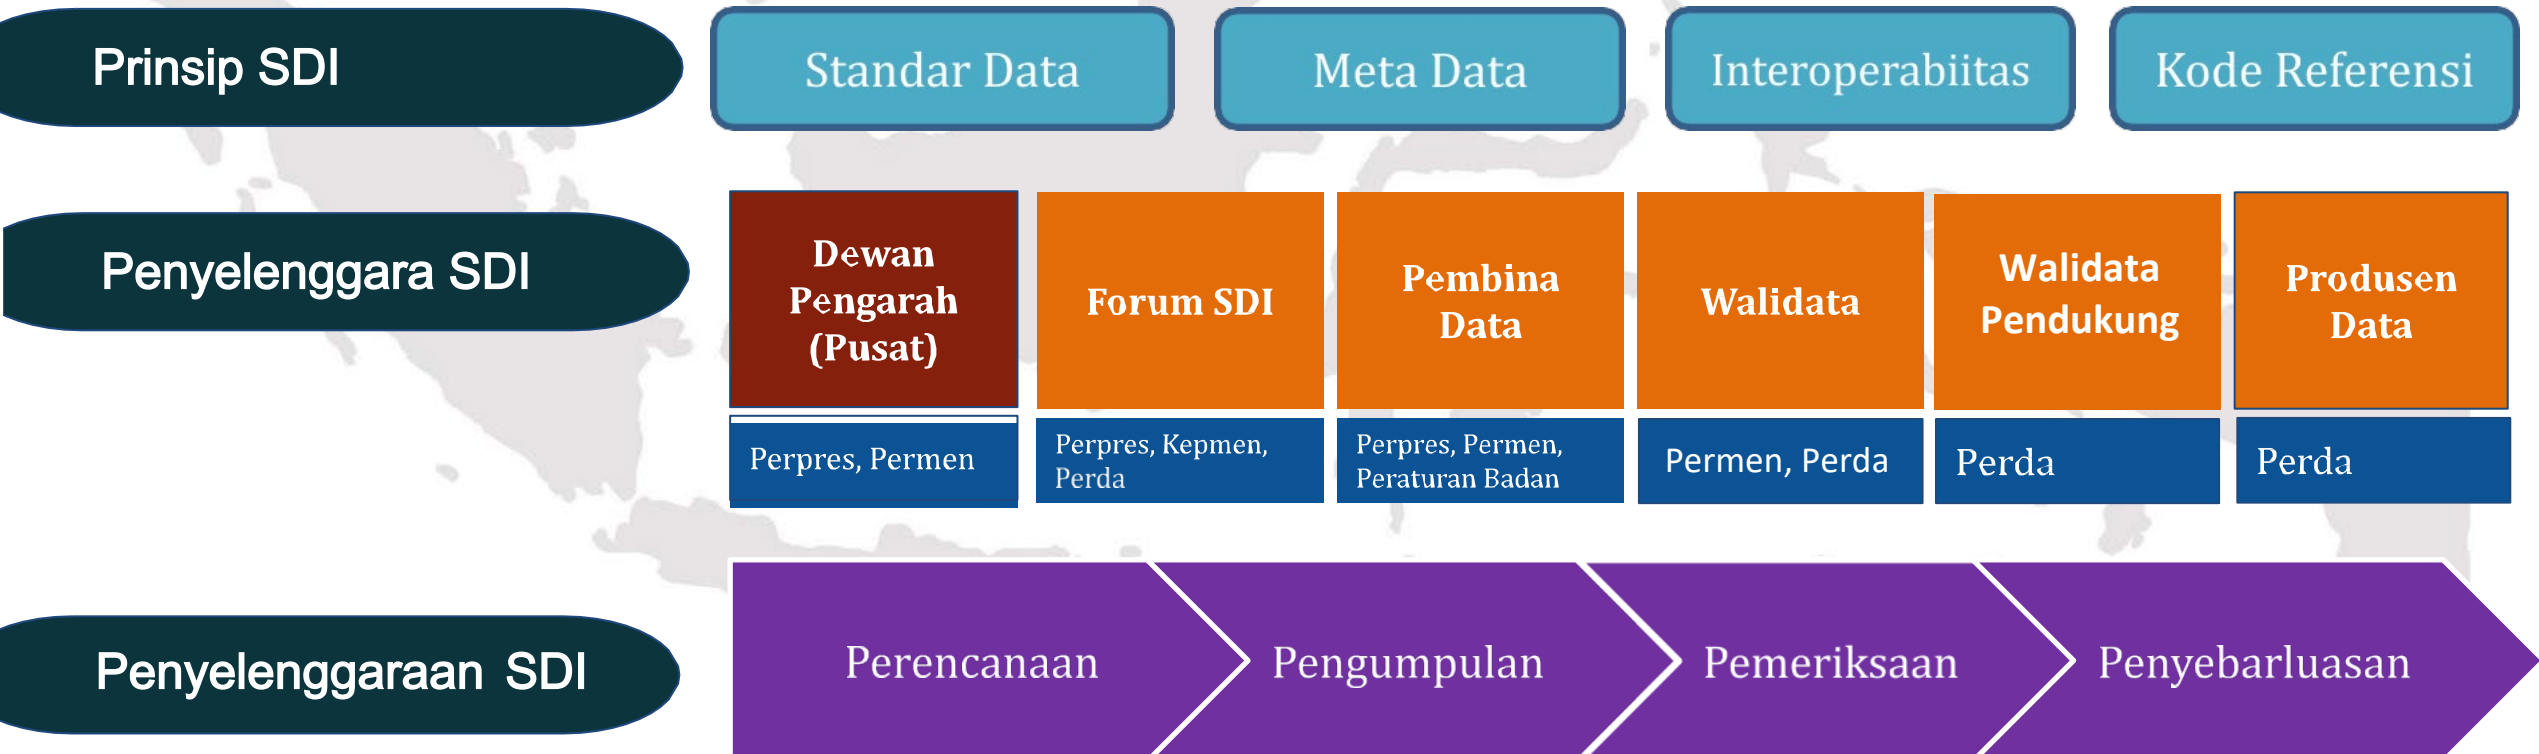 Prinsip SDI
Standar Data
Meta Data
Interoperabiitas
Kode Referensi
Penyelenggara SDI
Dewan
Pengarah
(Pusat)
Forum SDI
Pembina
Data
Walidata
Walidata
Pendukung
Produsen
Data
Perpres, Permen
Perpres, Kepmen,
Perda
Perpres, Permen,
Peraturan Badan
Permen, Perda
Perda
Perda
Penyelenggaraan SDI
Perencanaan
Pengumpulan
Pemeriksaan
Penyebarluasan